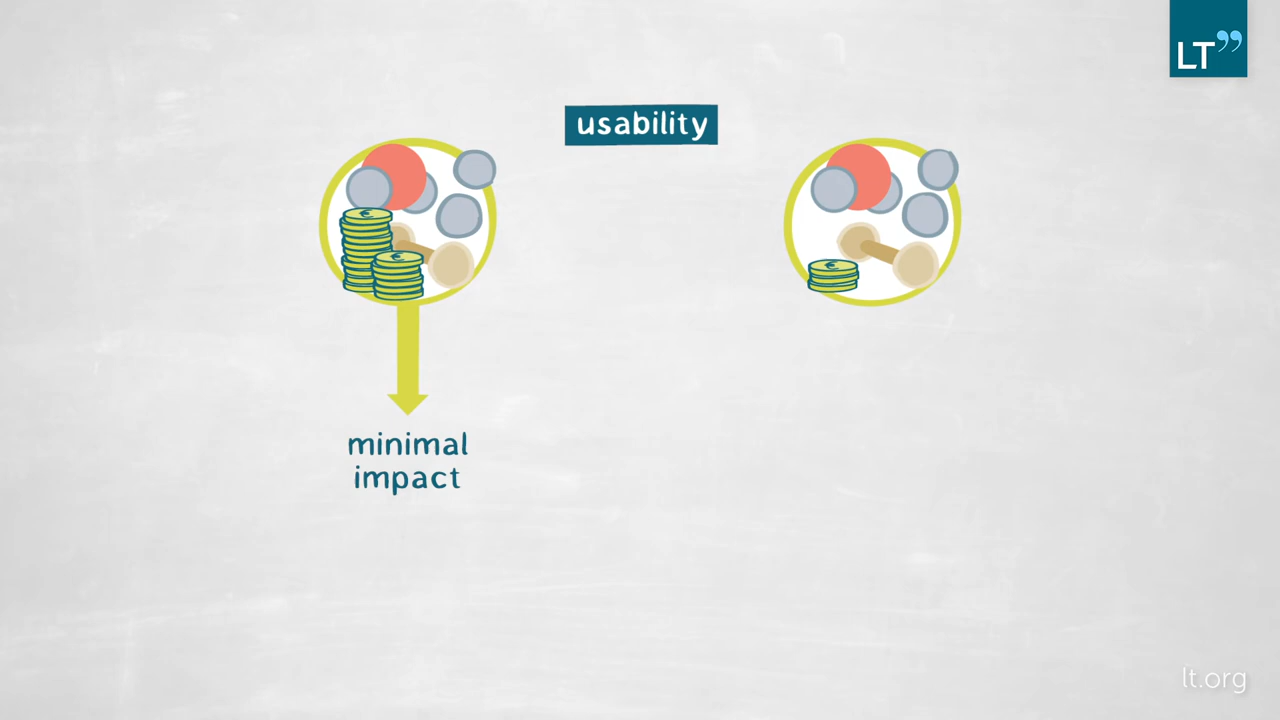 LT”
usability
€
€
€
minimal
impact
lt.org